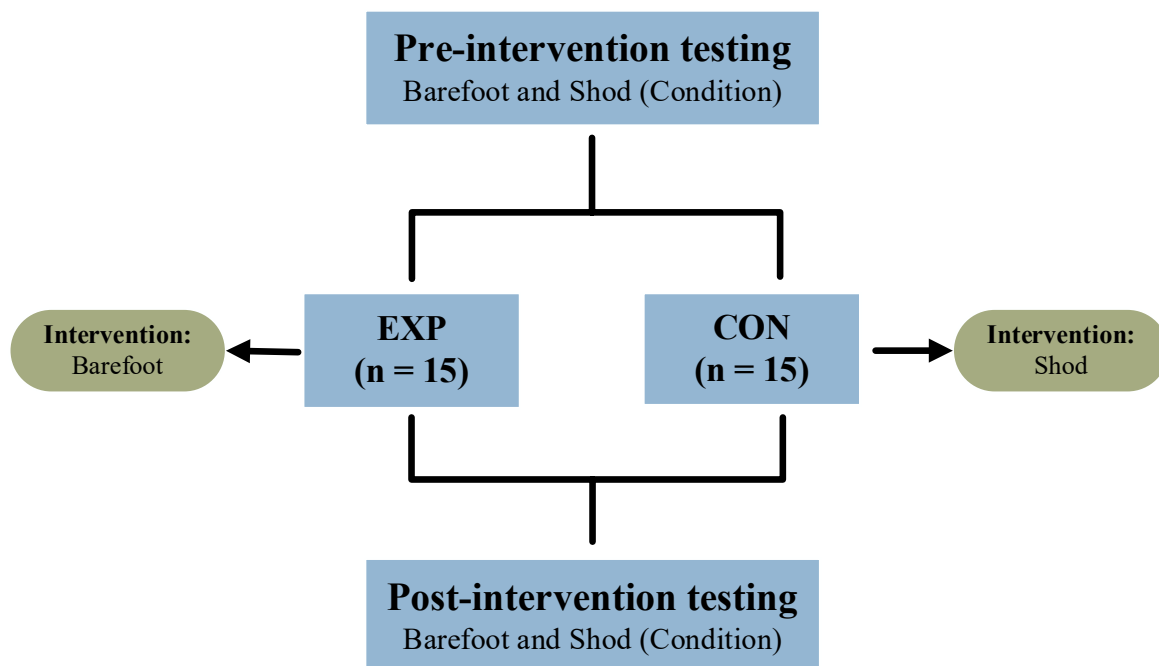 Pre-intervention testing
Barefoot and Shod (Condition)
Intervention:
Barefoot
EXP
(n = 15)
CON
(n = 15)
Intervention:
Shod
Post-intervention testing
Barefoot and Shod (Condition)